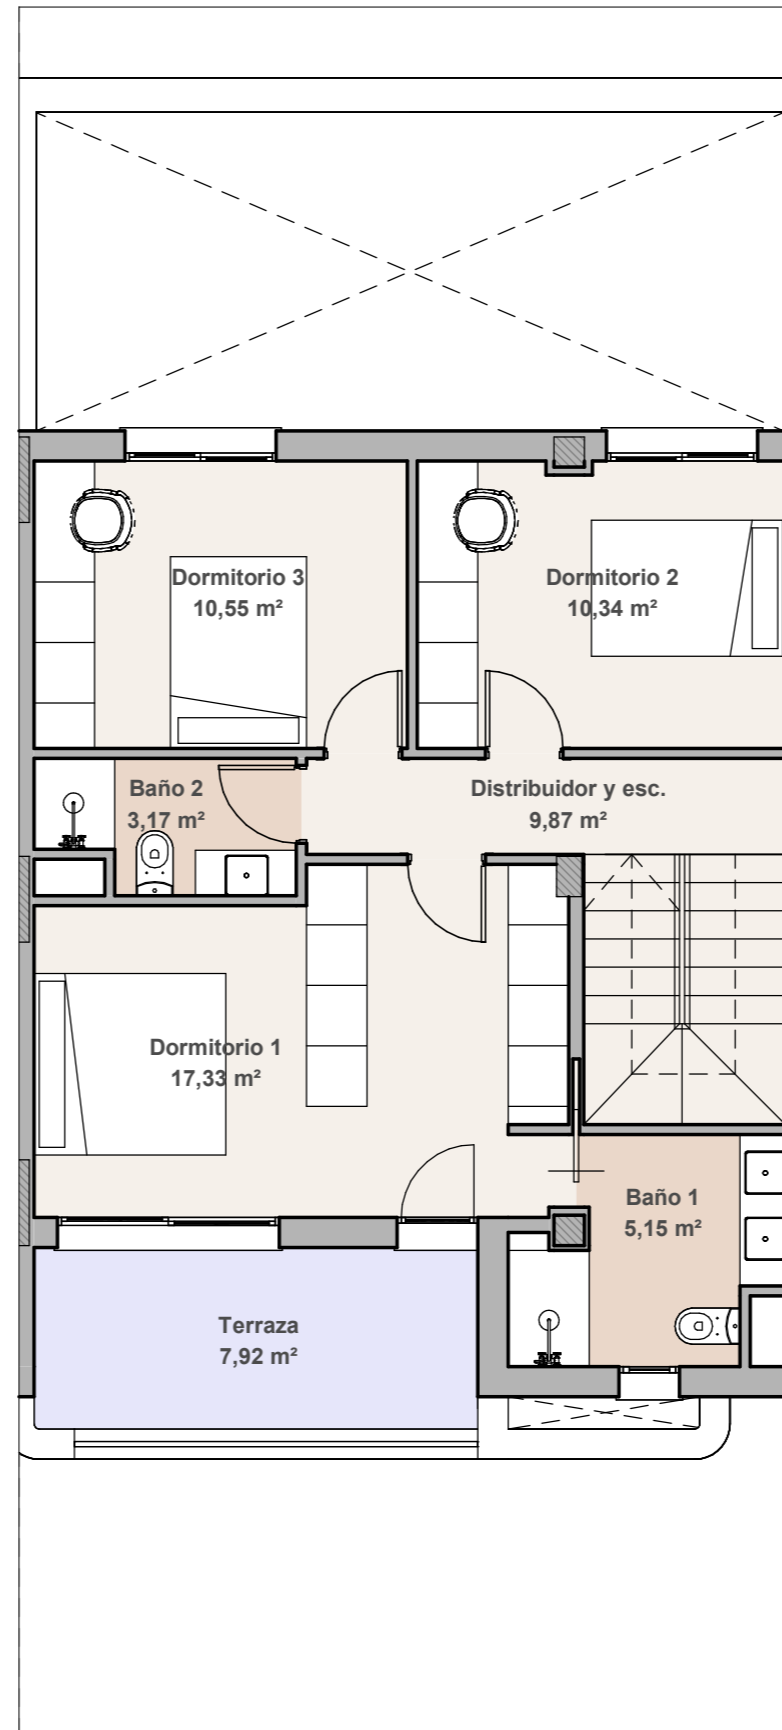 Dormitorio 3
10,55 m²
Dormitorio 2
10,34 m²
Baño 2
3,17 m²
Distribuidor y esc.
9,87 m²
Dormitorio 1
17,33 m²
Baño 1
5,15 m²
Terraza
7,92 m²